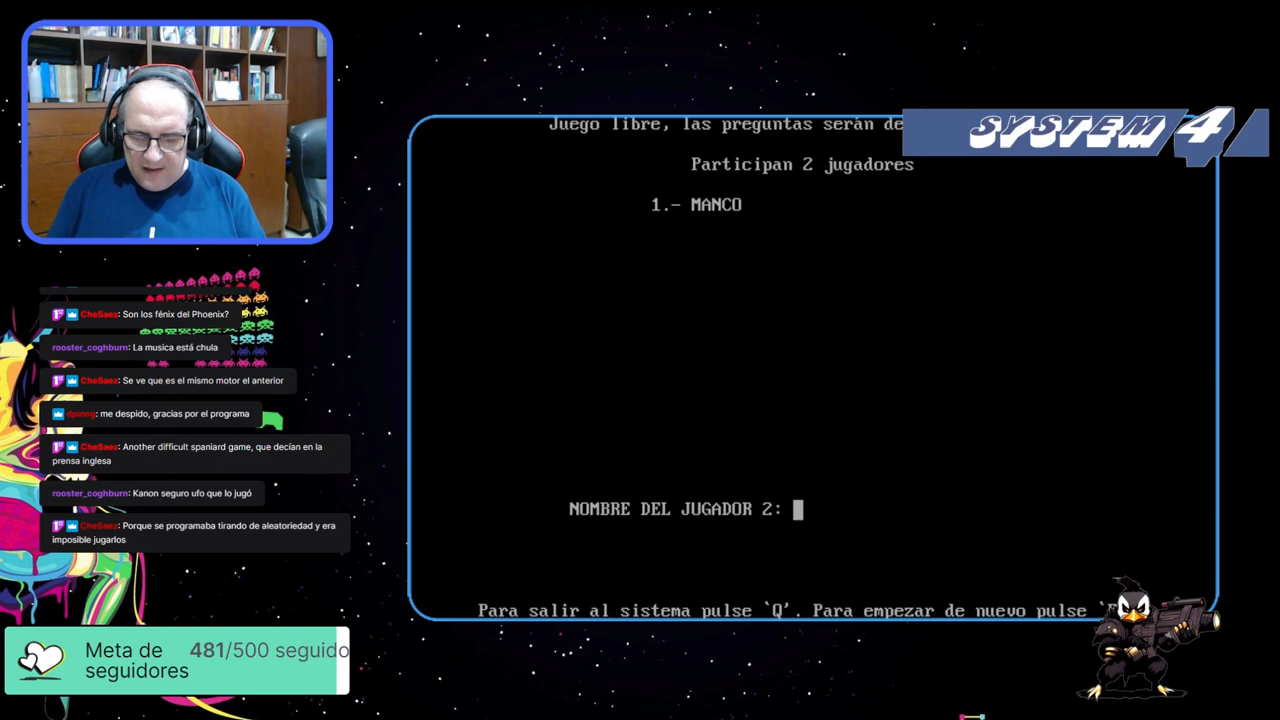 Juego libre, las preguntas serán de
SYSTEM 4
Participan 2 jugadores
1.- MANCO
NOMBRE DEL JUGADOR 2:
Para salir al sistema pulse `Q'. Para empezar de nuevo pulse `
CheSaez: Son los fénix del Phoenix?
rooster_coghburn: La musica está chula
CheSaez: Se ve que es el mismo motor el anterior
me despido, gracias por el programa
CheSaez: Another difficult spaniard game, que decían en la
prensa inglesa
rooster_coghburn: Kanon seguro ufo que lo jugó
CheSaez: Porque se programaba tirando de aleatoriedad y era
imposible jugarlos
Meta de 481/500 seguido
seguidores